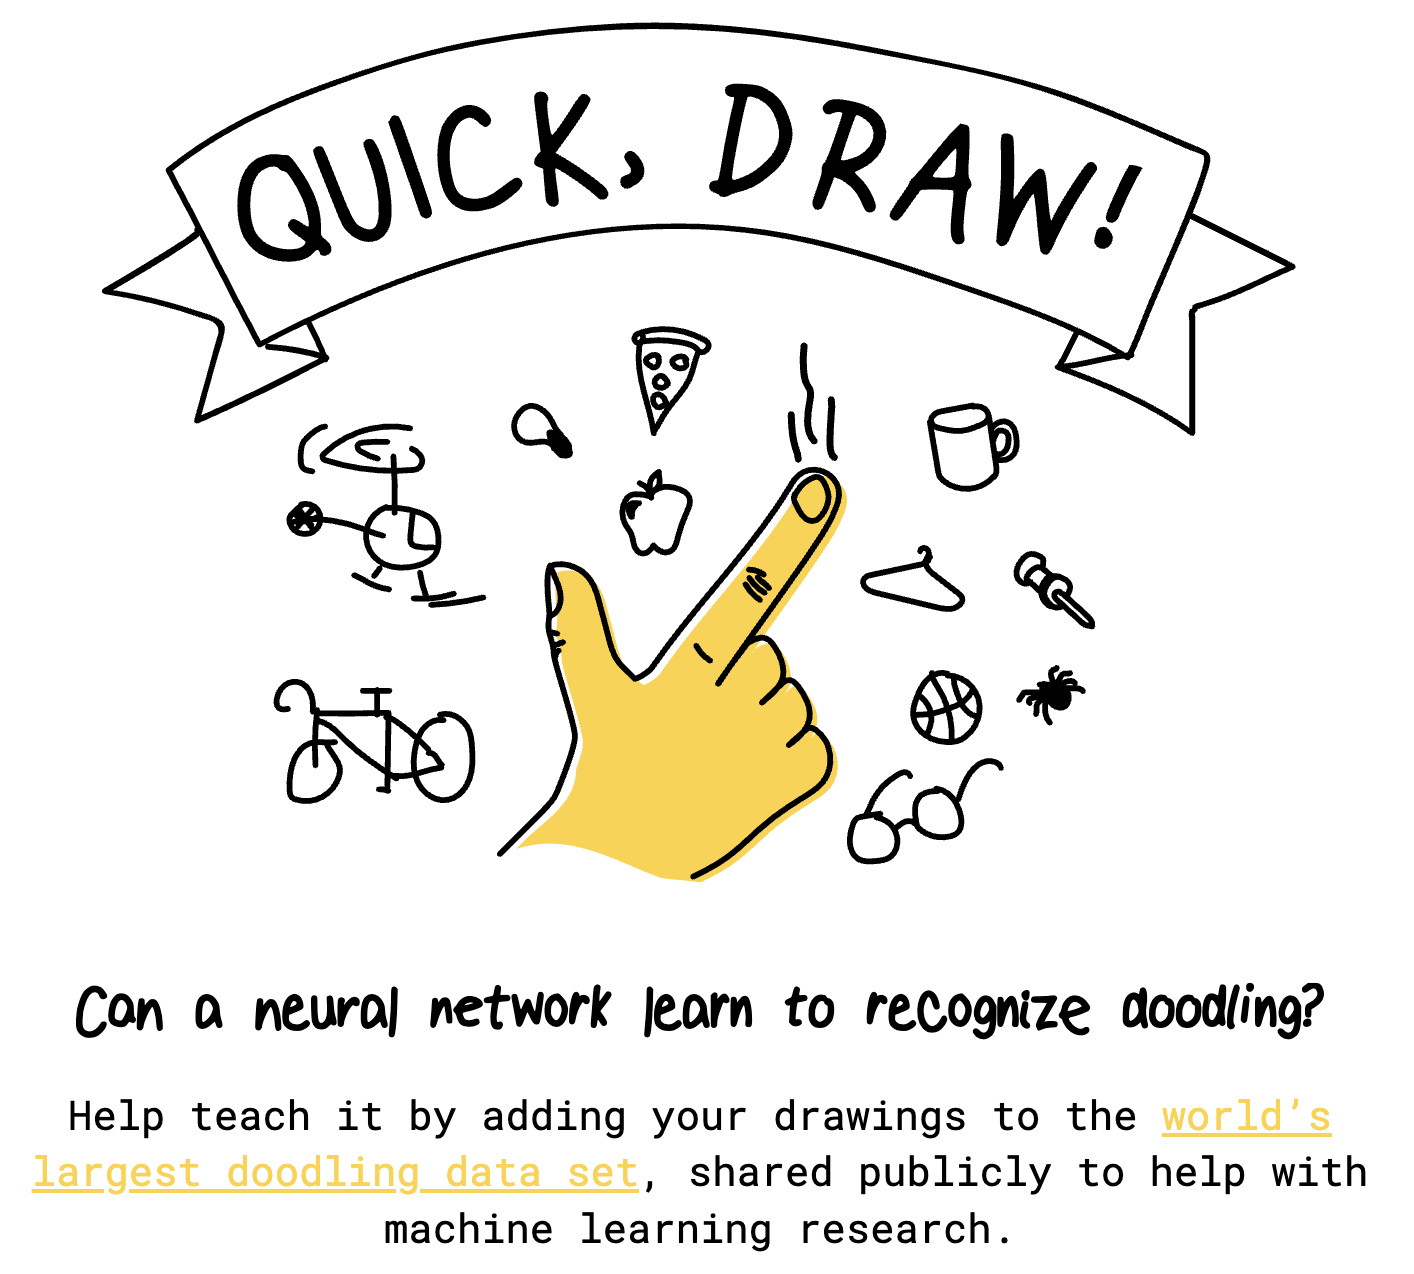 QUICK, DRAW!
Can a neural network learn to recognize doodling?
Help teach it by adding your drawings to the world’s
largest doodling data set, shared publicly to help with
machine learning research.